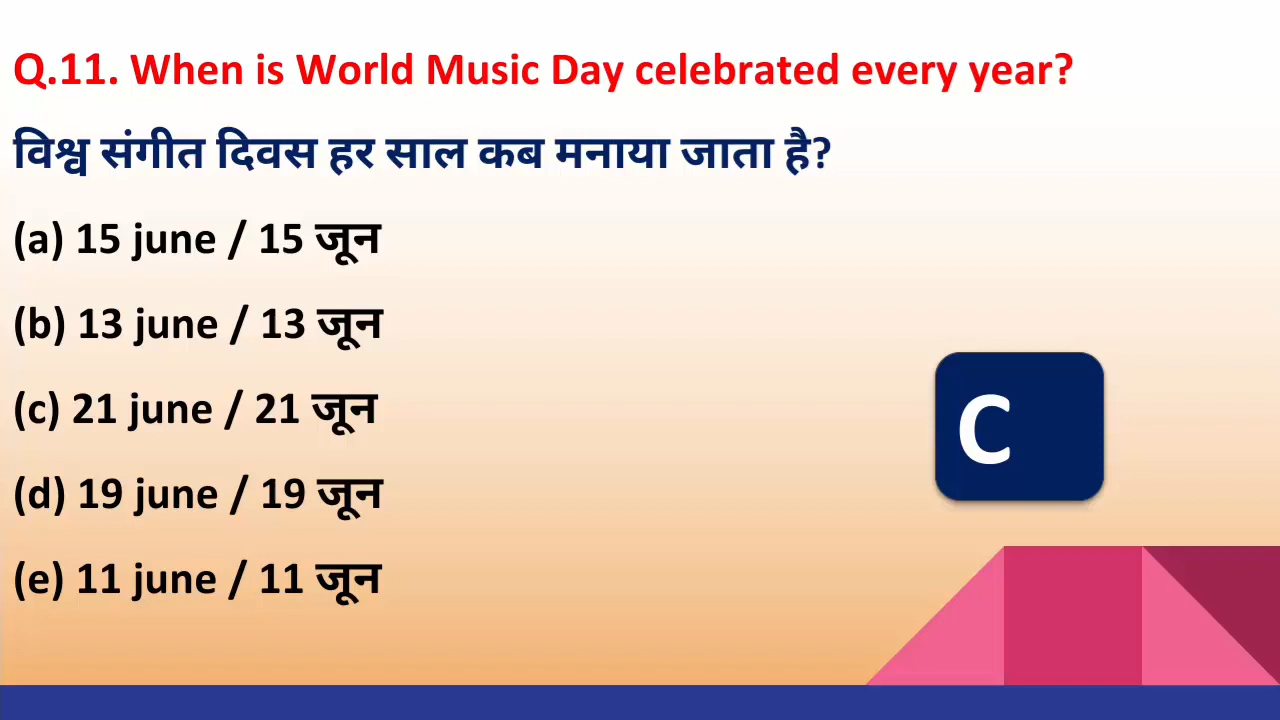 Q.11. When is World Music Day celebrated every year?
विश्व संगीत दिवस हर साल कब मनाया जाता है?
(a) 15 june / 15 जून
(b) 13 june / 13 जून
(c) 21 june / 21 जून
(d) 19 june / 19 जून
(e) 11 june / 11 जून
C